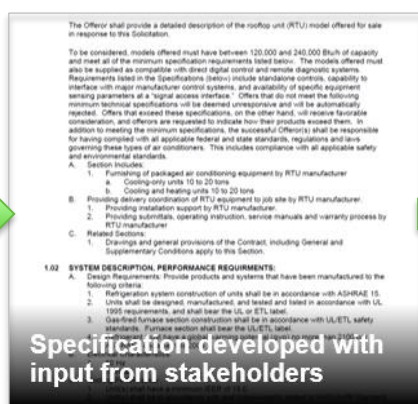 The Offeror shall provide a detailed description of the rooftop unit (RTU) model offered for sale
in response to this Solicitation.
To be considered, models offered must have between 120,000 and 240,000 Btu/h of capacity
and meet all of the minimum specification requirements listed below. The models offered must
also be supplied as compatible with direct digital control and remote diagnostic systems.
Requirements listed in the Specifications (below) include standalone controls, capability to
interface with major manufacturer control systems, and availability of specific equipment
sensing parameters at a "signal access interface." Offers that do not meet the following
minimum technical specifications will be deemed unresponsive and will be automatically
rejected. Offers that exceed these specifications, on the other hand, will receive favorable
consideration, and offerors are requested to indicate how their products exceed them. In
addition to meeting the minimum specifications, the successful Offeror(s) shall be responsible
for having complied with all applicable federal and state standards, regulations and laws
governing these types of air conditioners. This includes compliance with all applicable safety
and environmental standards.
A. Section Includes:
1. Furnishing of packaged air conditioning equipment by RTU manufacturer
a. Cooling-only units 10 to 20 tons
b. Cooling and heating units 10 to 20 tons
B. Providing delivery coordination of RTU equipment to job site by RTU manufacturer.
1. Providing installation support by RTU manufacturer.
2. Providing submittals, operating instruction, service manuals and warranty process by
RTU manufacturer
C. Related Sections:
1. Drawings and general provisions of the Contract, including General and
Supplementary Conditions apply to this Section.
1.02 SYSTEM DESCRIPTION, PERFORMANCE REQUIRMENTS:
A. Design Requirements: Provide products and systems that have been manufactured to the
following criteria:
1. Refrigeration system construction of units shall be in accordance with ASHRAE 15.
2. Units shall be designed, manufactured, and tested and listed in accordance with UL
1995 requirements, and shall bear the UL or ETL label.
3. Gas-fired furnace section construction shall be in accordance with UL/ETL safety
standards. Furnace section shall bear the UL/ETL label.
Specification developed with
input from stakeholders